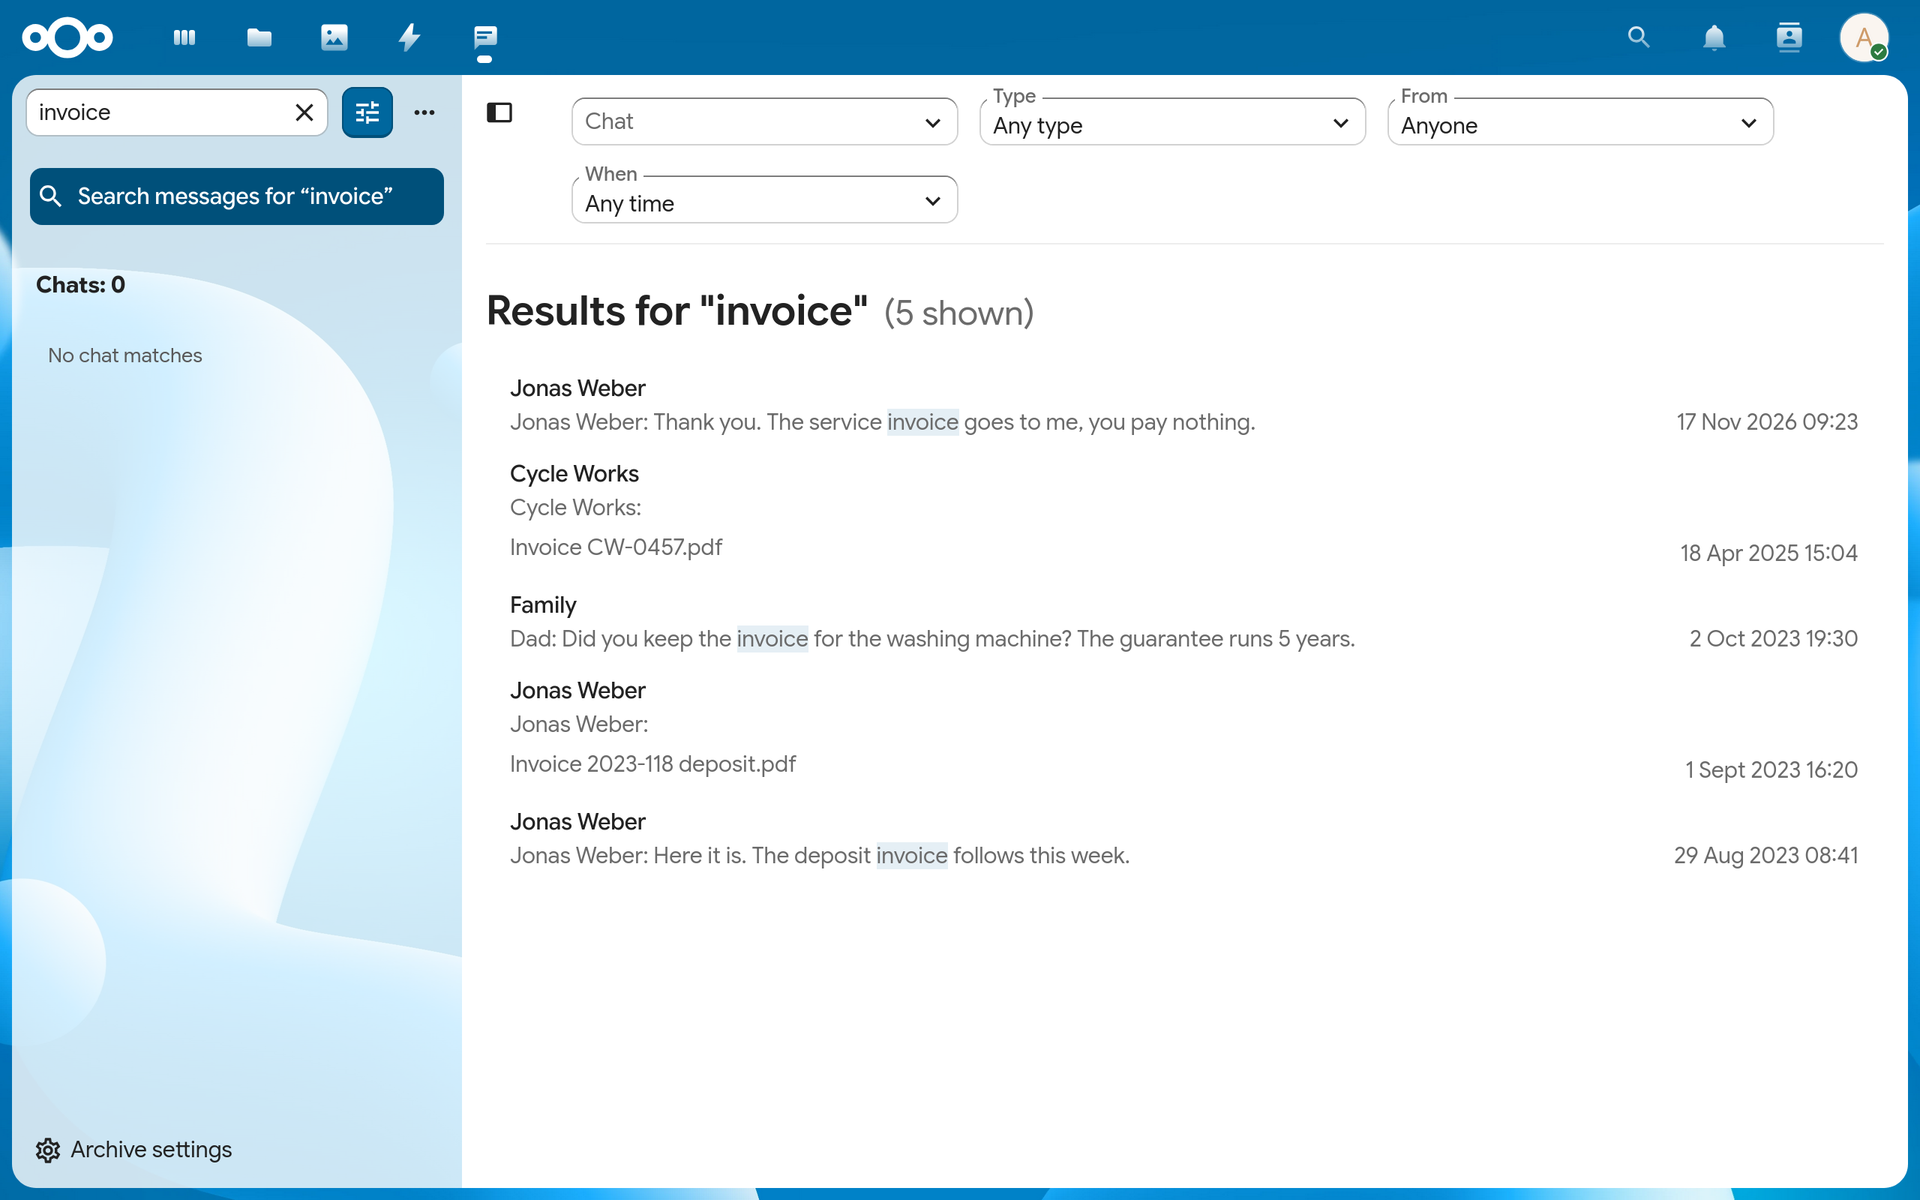 A
invoice
Search messages for “invoice”
Chats: 0
No chat matches
Archive settings
Chat
Type
Any type
From
Anyone
When
Any time
Results for "invoice" (5 shown)
Jonas Weber
Jonas Weber: Thank you. The service invoice goes to me, you pay nothing.
17 Nov 2026 09:23
Cycle Works
Cycle Works:
Invoice CW-0457.pdf
18 Apr 2025 15:04
Family
Dad: Did you keep the invoice for the washing machine? The guarantee runs 5 years.
2 Oct 2023 19:30
Jonas Weber
Jonas Weber:
Invoice 2023-118 deposit.pdf
1 Sept 2023 16:20
Jonas Weber
Jonas Weber: Here it is. The deposit invoice follows this week.
29 Aug 2023 08:41